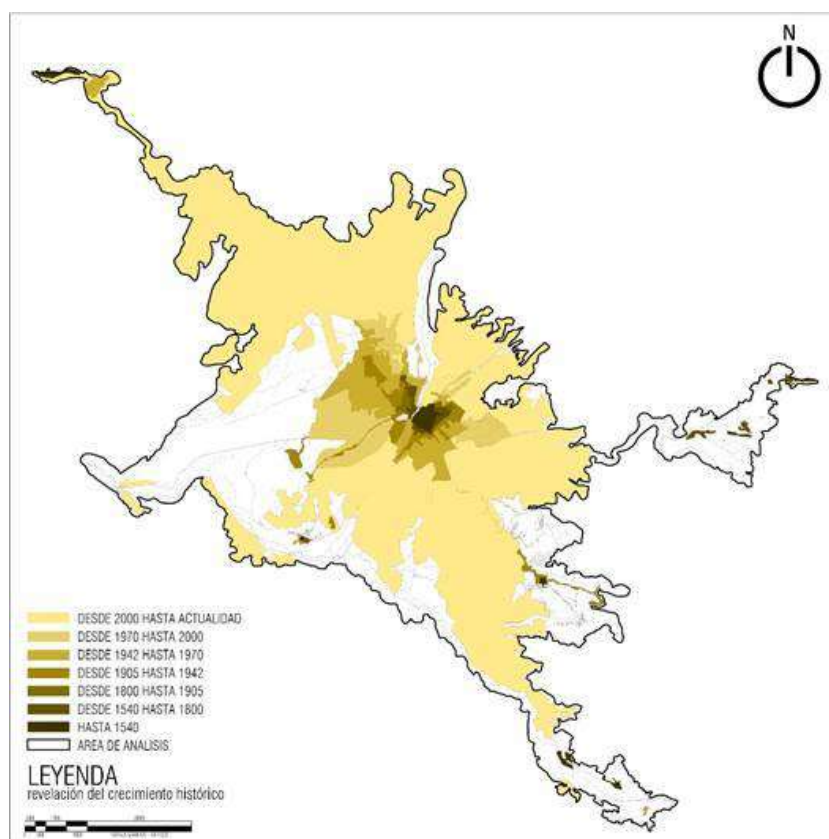 N
DESDE 2000 HASTA ACTUALIDAD
DESDE 1970 HASTA 2000
DESDE 1942 HASTA 1970
DESDE 1905 HASTA 1942
DESDE 1800 HASTA 1905
DESDE 1540 HASTA 1800
HASTA 1540
AREA DE ANALISIS
LEYENDA
revelación del crecimiento histórico